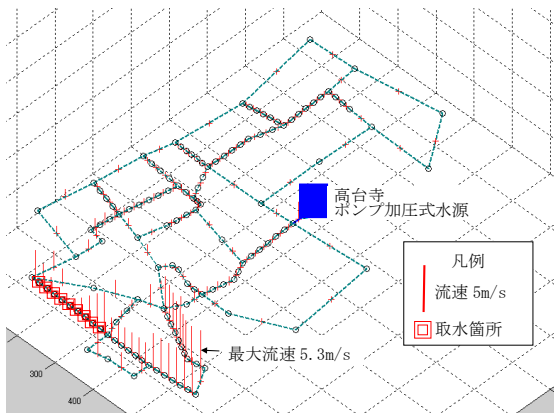 高台寺
ポンプ加圧式水源
凡例
流速 5m/s
取水箇所
最大流速 5.3m/s
300
400